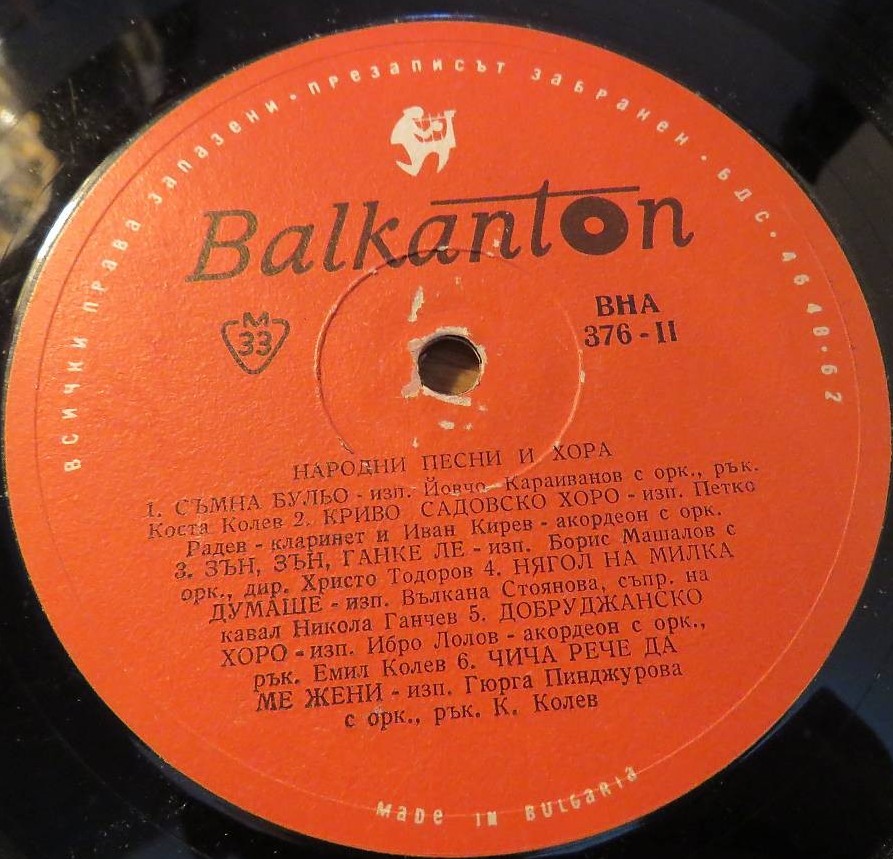 ВСИЧКИ ПРАВА ЗАПАЗЕНИ • ПРЕЗАПИСЪТ ЗАБРАНЕН • БДС • 4648-62
Balkanton
M
33
ВНА
376-II
НАРОДНИ ПЕСНИ И ХОРА
1. СЪМНА БУЛЬО - изп. Йовчо Караиванов с орк., рък.
Коста Колев 2. КРИВО САДОВСКО ХОРО - изп. Петко
Радев - кларинет и Иван Кирев - акордеон с орк.
3. ЗЪН, ЗЪН, ГАНКЕ ЛЕ - изп. Борис Машалов с
орк., дир. Христо Тодоров 4. НЯГОЛ НА МИЛКА
ДУМАШЕ - изп. Вълкана Стоянова, съпр. на
кавал Никола Ганчев 5. ДОБРУДЖАНСКО
ХОРО - изп. Ибро Лолов - акордеон с орк.,
рък. Емил Колев 6. ЧИЧА РЕЧЕ ДА
МЕ ЖЕНИ - изп. Гюрга Пинджурова
с орк., рък. К. Колев
MADE IN BULGARIA